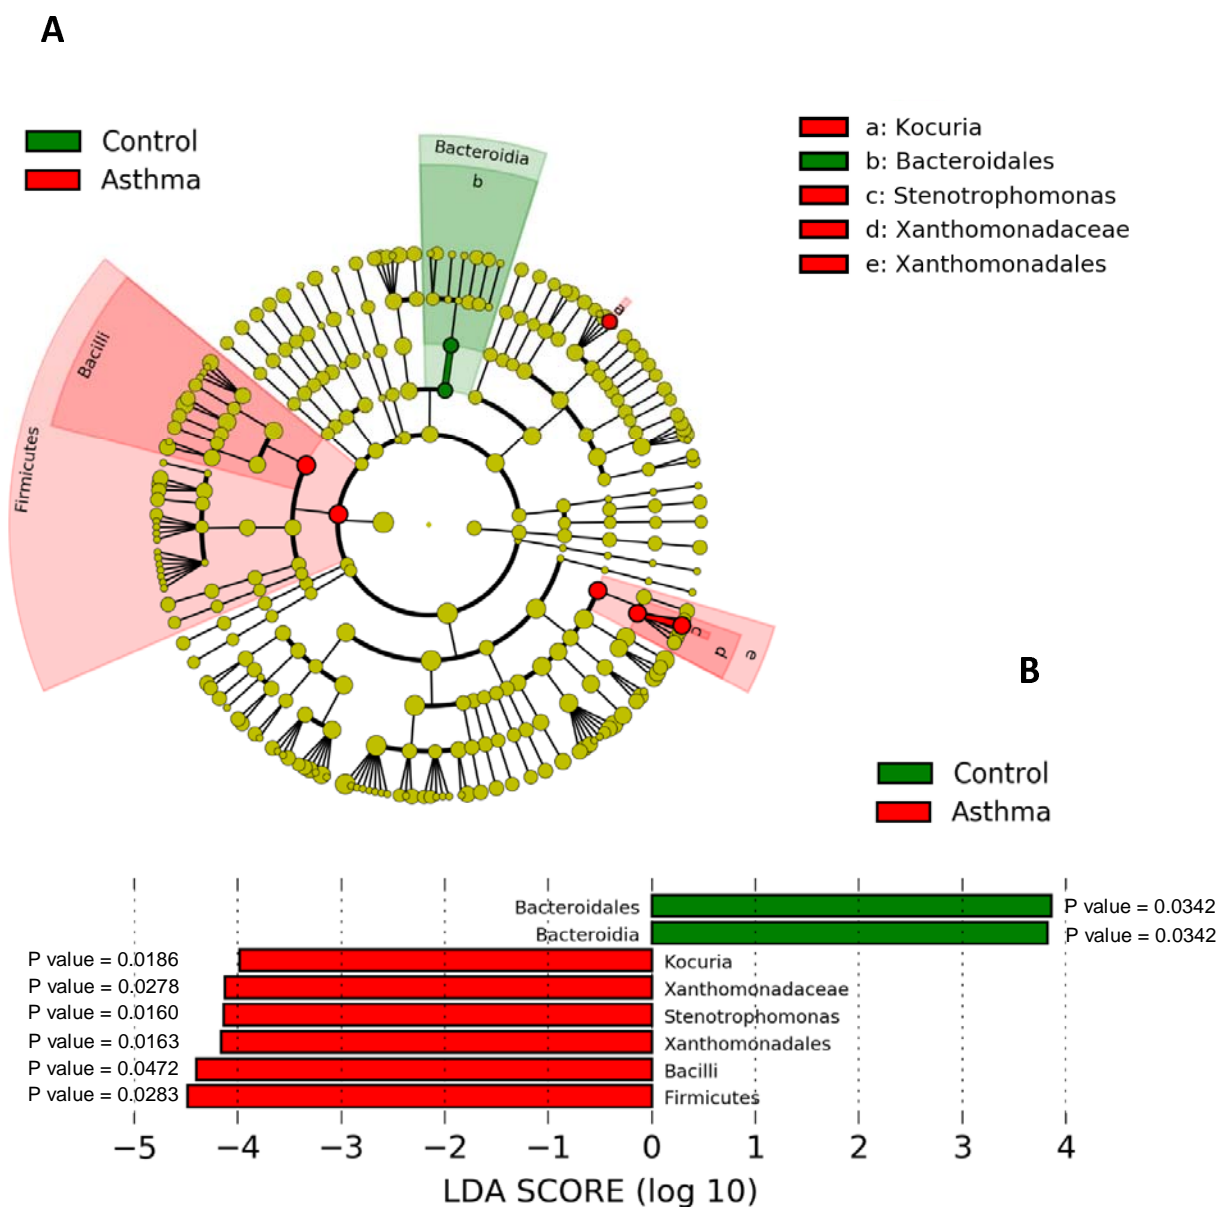 A
Control
Asthma
a: Kocuria
b: Bacteroidales
c: Stenotrophomonas
d: Xanthomonadaceae
e: Xanthomonadales
Bacteroidia
b
a
Bacilli
Firmicutes
c
d
e
B
Control
Asthma
Bacteroidales P value = 0.0342
Bacteroidia P value = 0.0342
P value = 0.0186 Kocuria
P value = 0.0278 Xanthomonadaceae
P value = 0.0160 Stenotrophomonas
P value = 0.0163 Xanthomonadales
P value = 0.0472 Bacilli
P value = 0.0283 Firmicutes
−5 −4 −3 −2 −1 0 1 2 3 4
LDA SCORE (log 10)